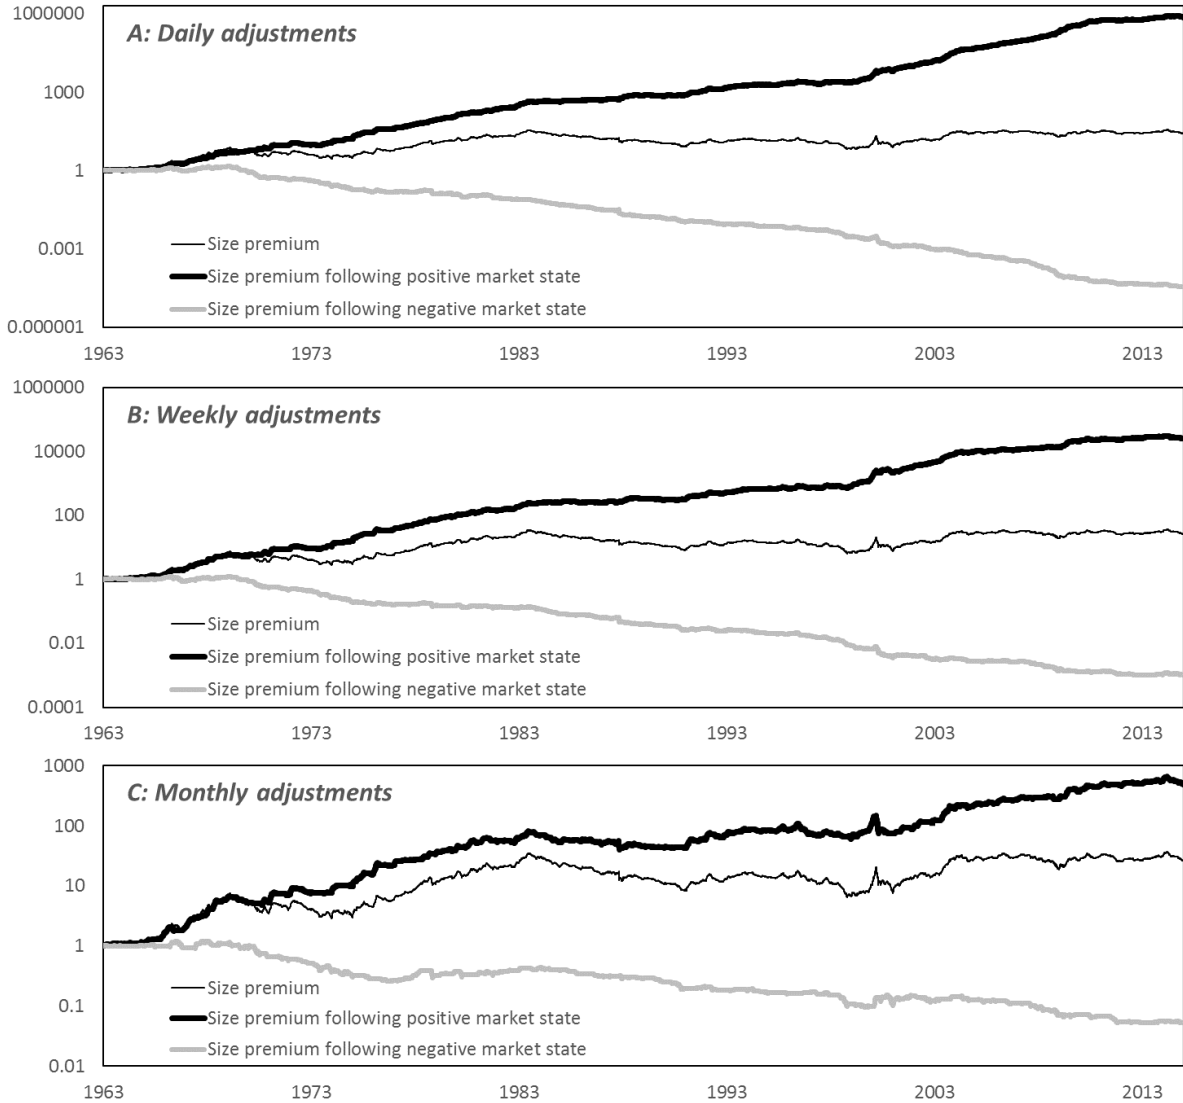 1000000
A: Daily adjustments
1000
1
0.001
0.000001
Size premium
Size premium following positive market state
Size premium following negative market state
1963 1973 1983 1993 2003 2013
1000000
B: Weekly adjustments
10000
100
1
0.01
0.0001
Size premium
Size premium following positive market state
Size premium following negative market state
1963 1973 1983 1993 2003 2013
1000
C: Monthly adjustments
100
10
1
0.1
0.01
Size premium
Size premium following positive market state
Size premium following negative market state
1963 1973 1983 1993 2003 2013